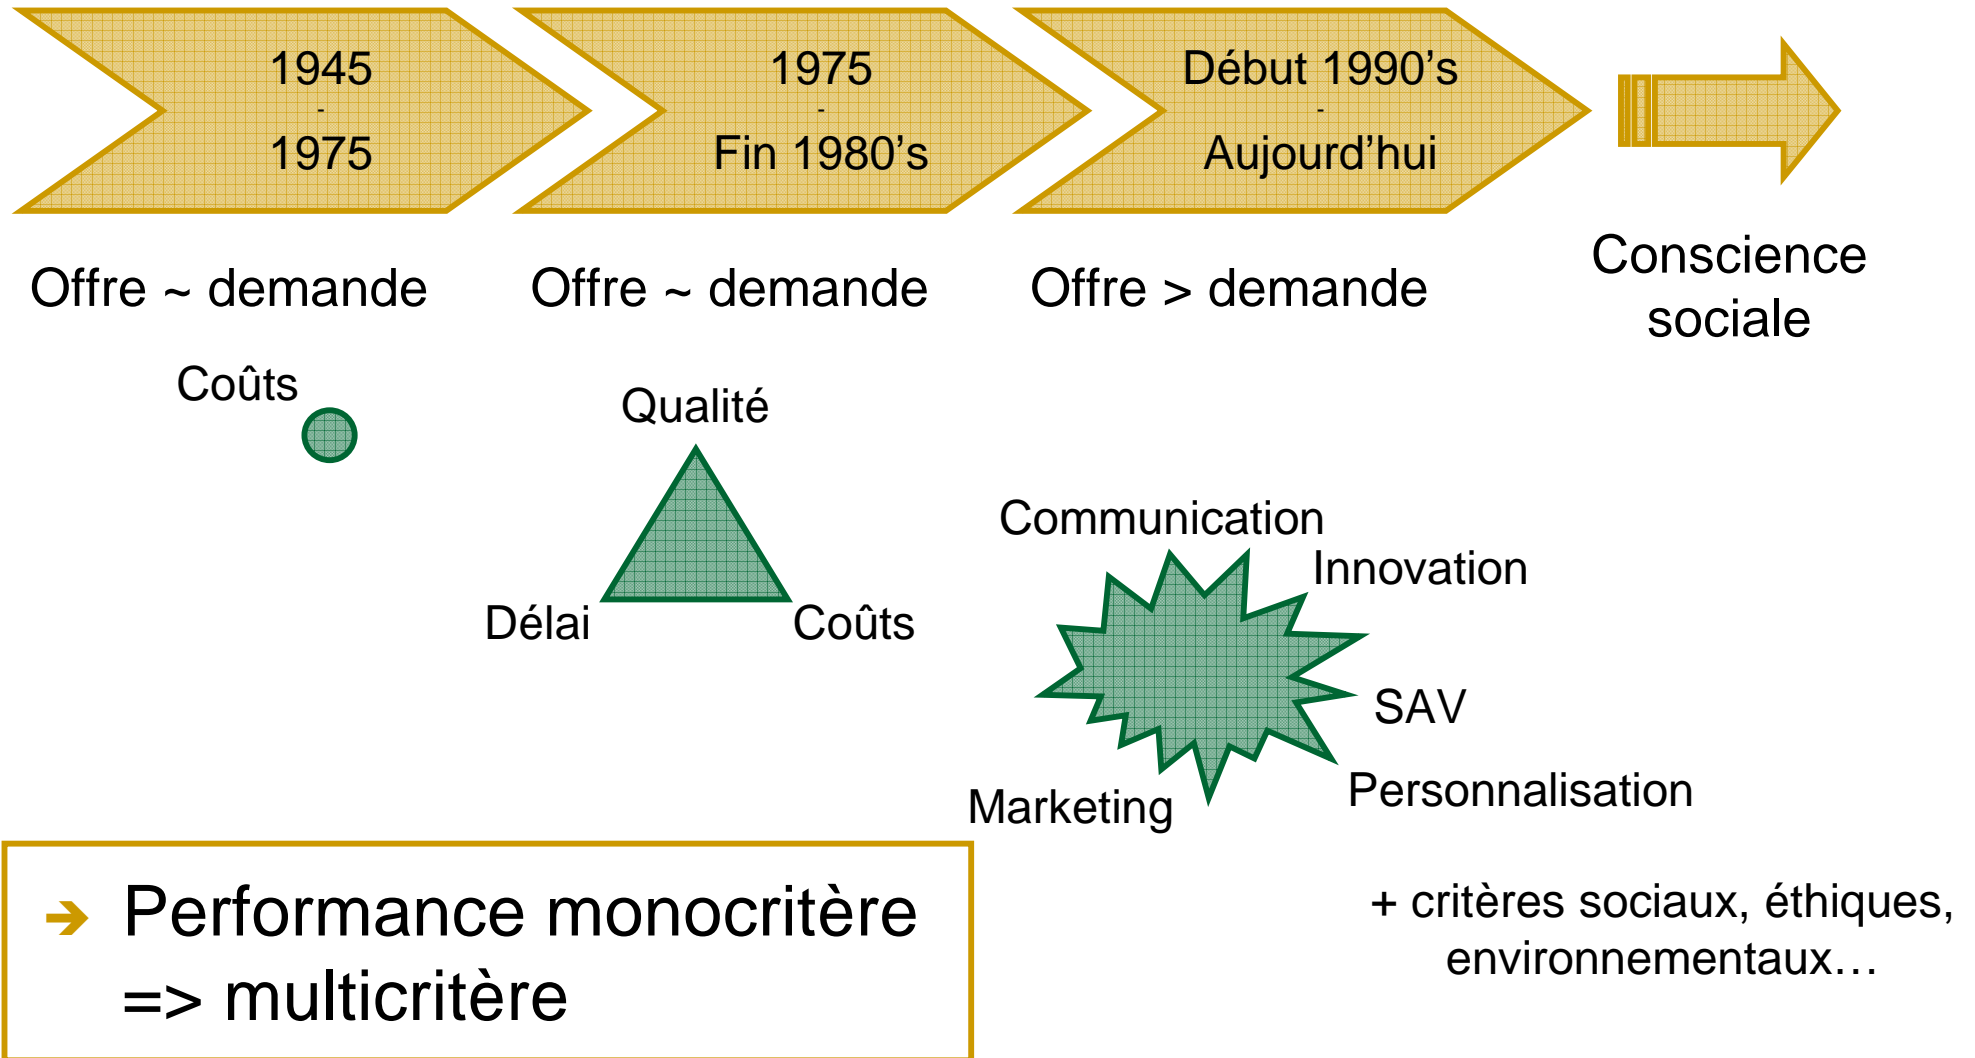 1945
-
1975
1975
-
Fin 1980's
Début 1990's
-
Aujourd'hui
Offre ~ demande
Offre ~ demande
Offre > demande
Conscience
sociale
Coûts
Qualité
Délai
Coûts
Communication
Innovation
SAV
Personnalisation
Marketing
+ critères sociaux, éthiques,
environnementaux…
➔ Performance monocritère
=> multicritère